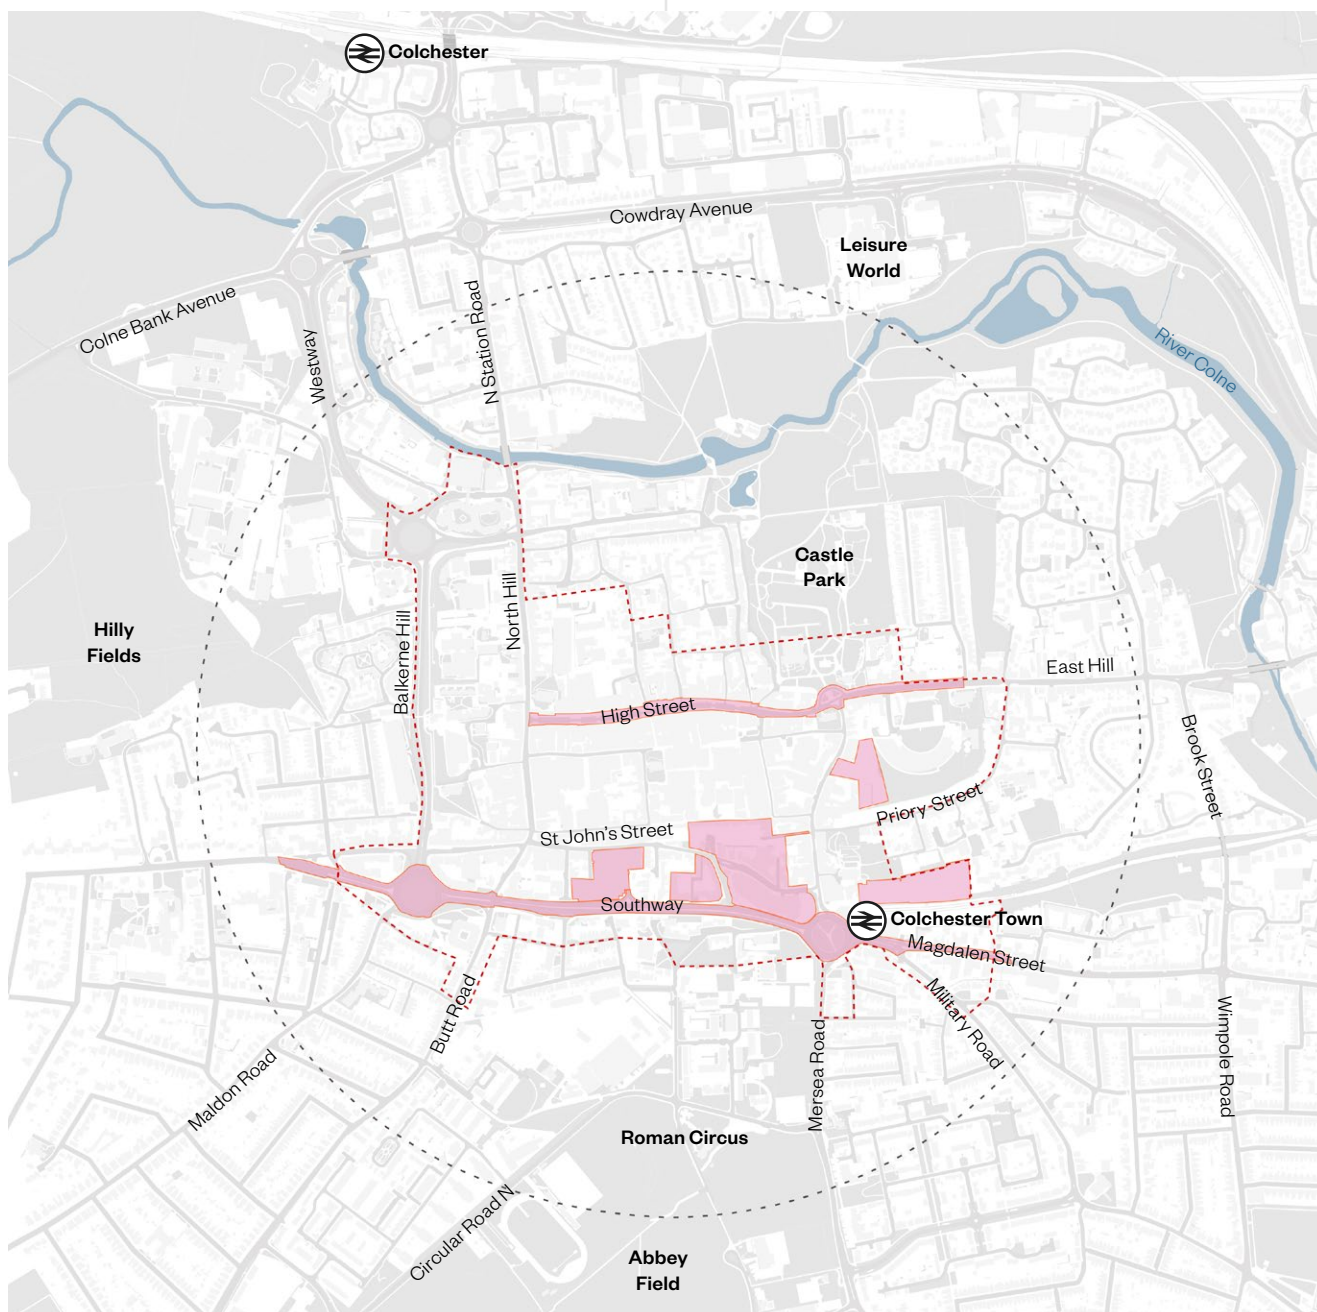 Colchester
Cowdray Avenue
Leisure
World
Colne Bank Avenue
N Station Road
Westway
River Colne
Castle
Park
Hilly
Fields
North Hill
Balkerne Hill
East Hill
High Street
Brook Street
Priory Street
St John's Street
Southway
Colchester Town
Magdalen Street
Butt Road
Military Road
Mersea Road
Wimpole Road
Maldon Road
Roman Circus
Circular Road N
Abbey
Field